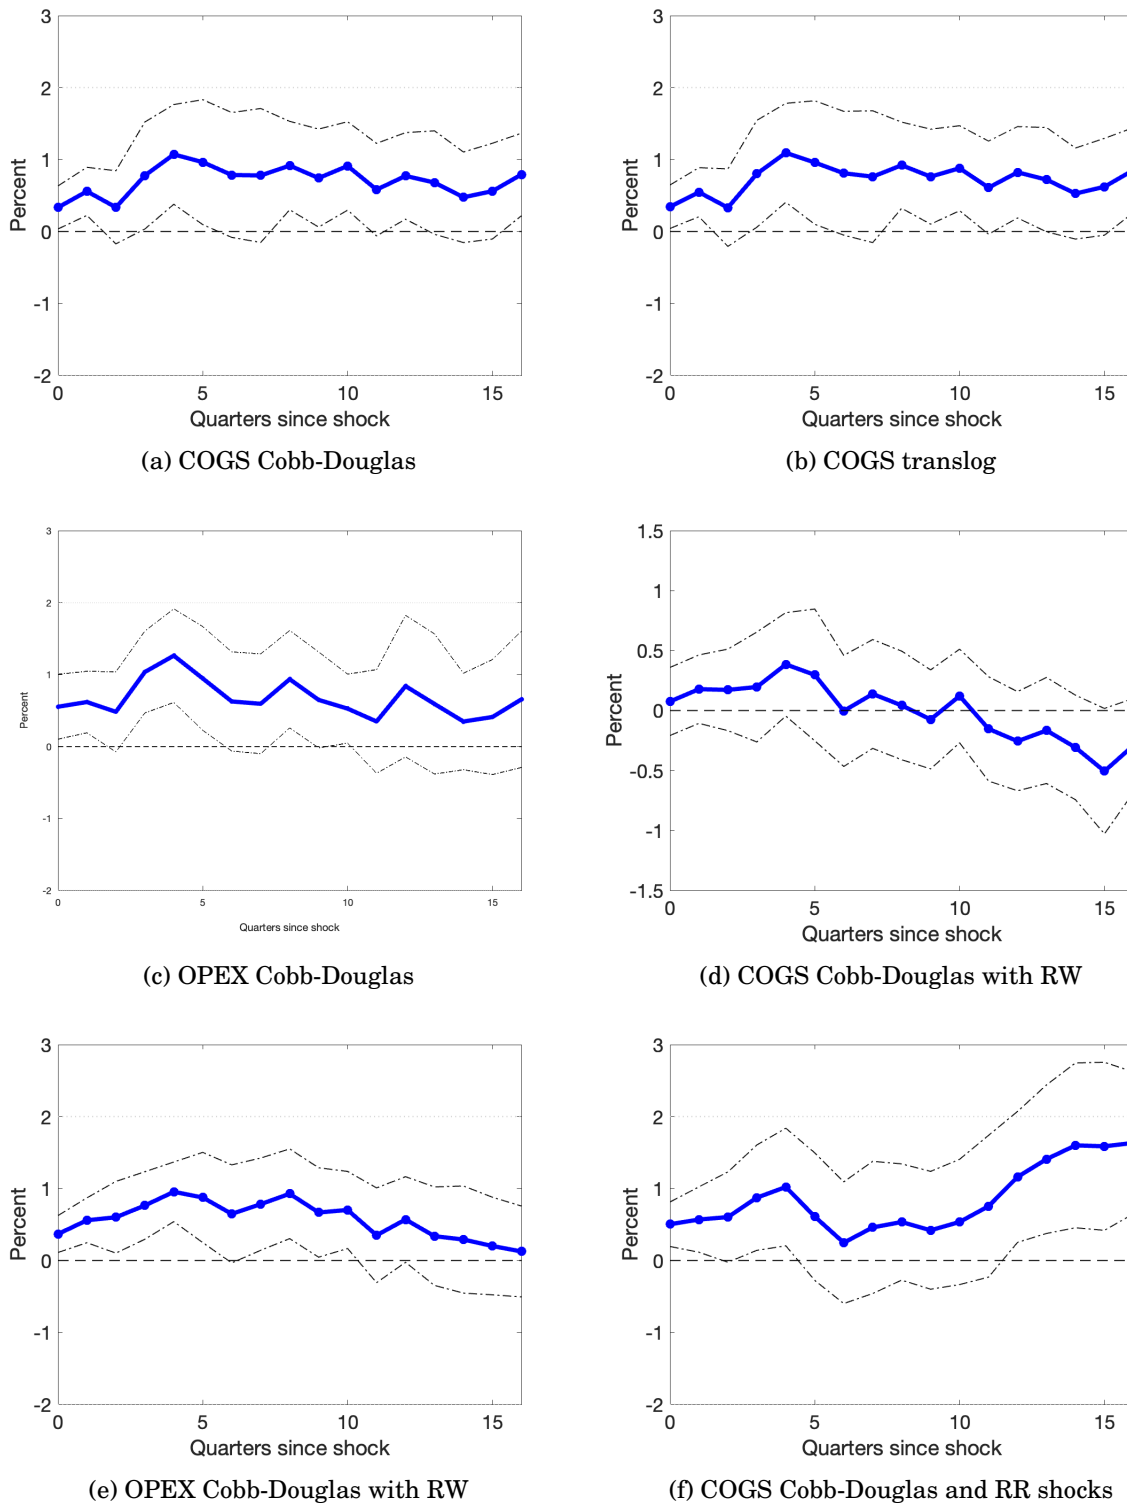 3
2
1
0
-1
-2
Percent
0 5 10 15
Quarters since shock
(a) COGS Cobb-Douglas
3
2
1
0
-1
-2
Percent
0 5 10 15
Quarters since shock
(b) COGS translog
3
2
1
0
-1
-2
Percent
0 5 10 15
Quarters since shock
(c) OPEX Cobb-Douglas
1.5
1
0.5
0
-0.5
-1
-1.5
Percent
0 5 10 15
Quarters since shock
(d) COGS Cobb-Douglas with RW
3
2
1
0
-1
-2
Percent
0 5 10 15
Quarters since shock
(e) OPEX Cobb-Douglas with RW
3
2
1
0
-1
-2
Percent
0 5 10 15
Quarters since shock
(f) COGS Cobb-Douglas and RR shocks